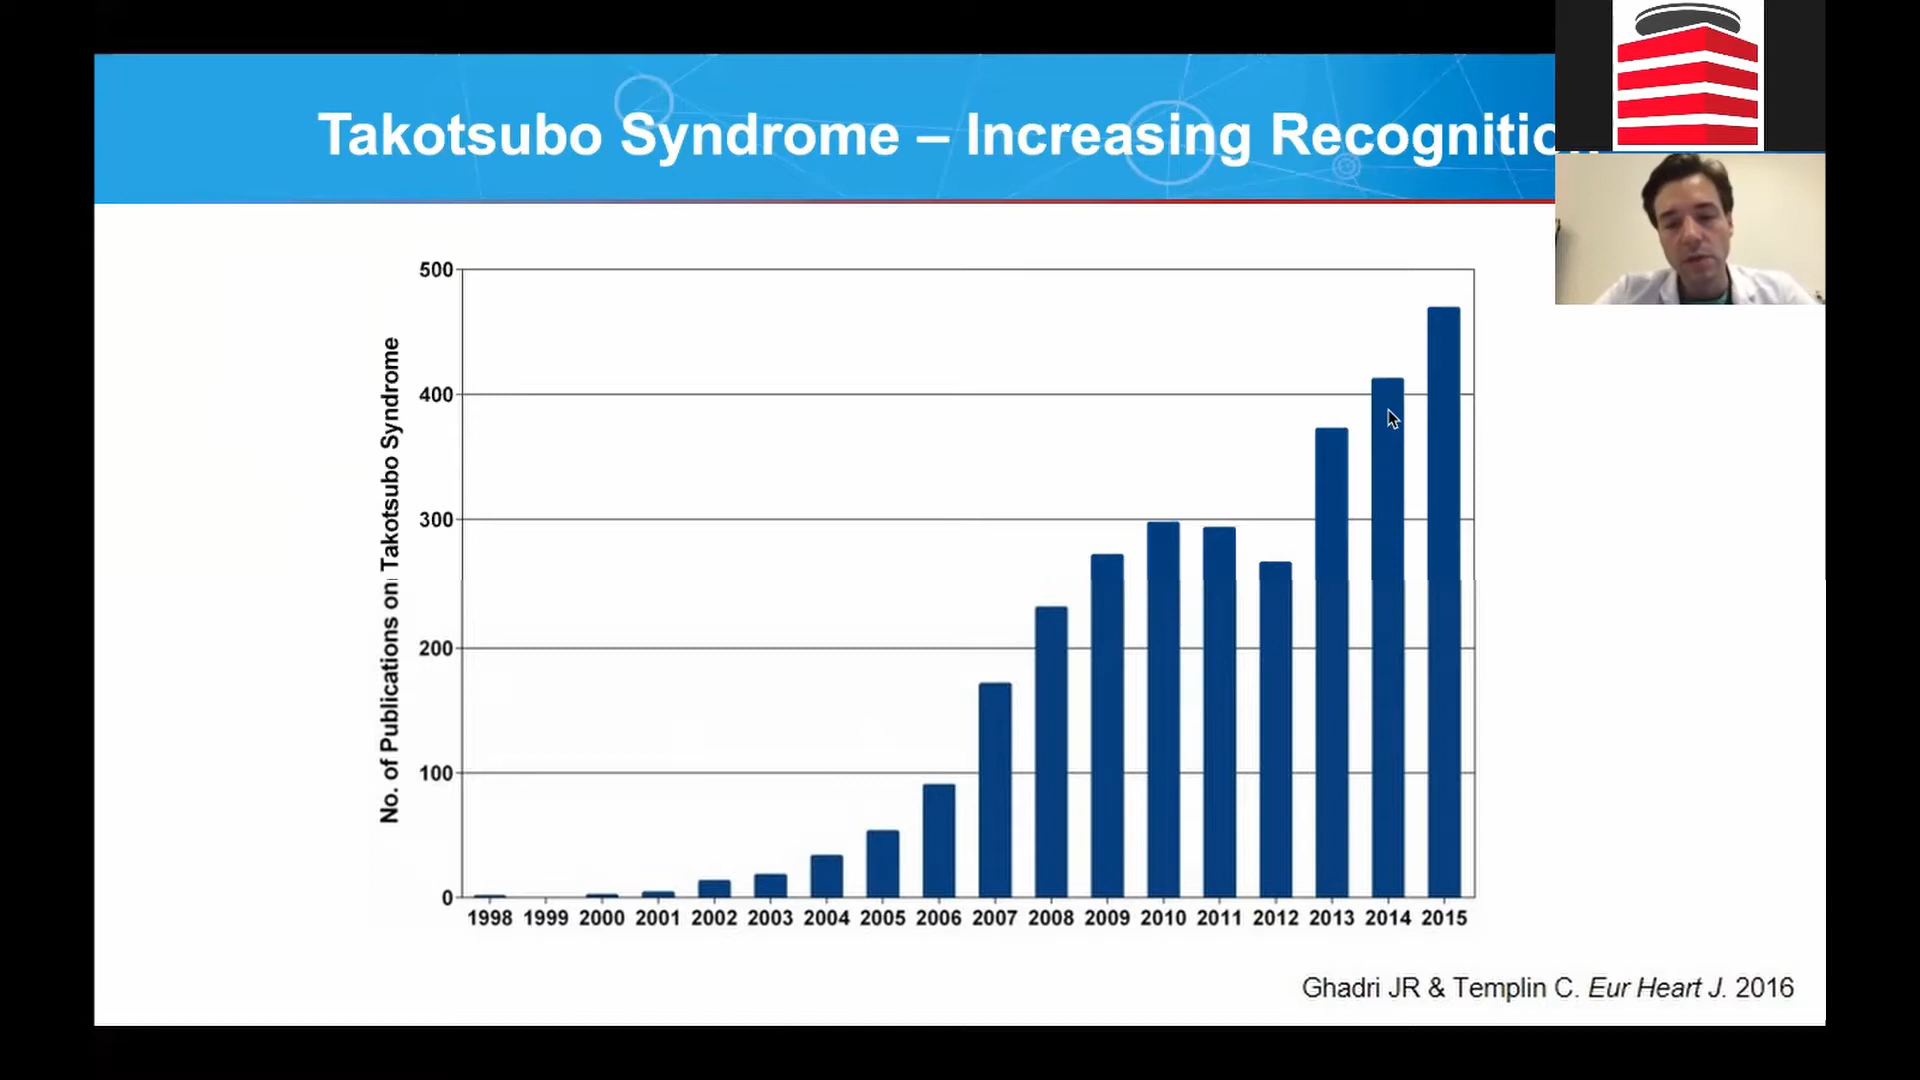 Takotsubo Syndrome – Increasing Recognitio
No. of Publications on Takotsubo Syndrome
500
400
300
200
100
0
1998 1999 2000 2001 2002 2003 2004 2005 2006 2007 2008 2009 2010 2011 2012 2013 2014 2015
Ghadri JR & Templin C. Eur Heart J. 2016